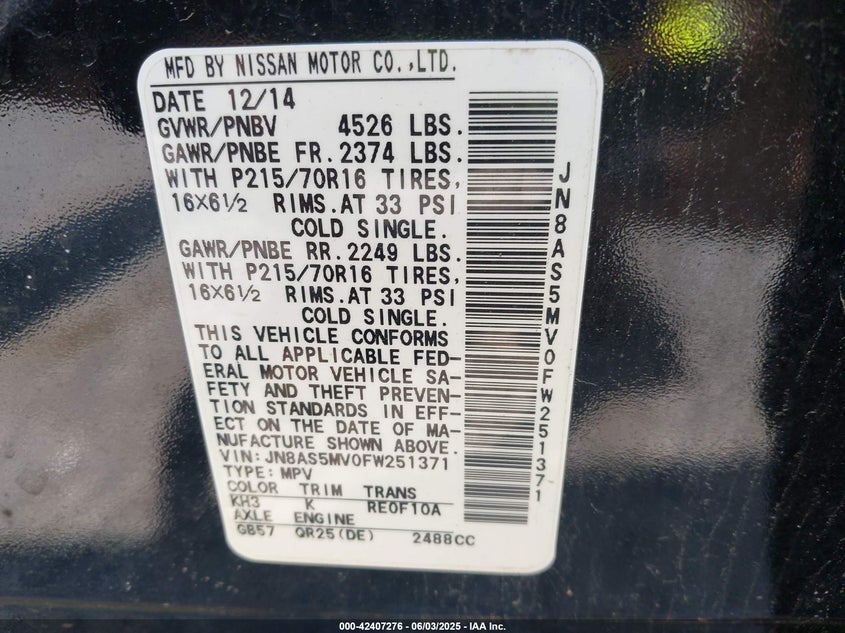 MFD BY NISSAN MOTOR CO.,LTD.
DATE 12/14
GVWR/PNBV 4526 LBS.
GAWR/PNBE FR.2374 LBS.
WITH P215/70R16 TIRES,
16X6½ RIMS.AT 33 PSI
COLD SINGLE.
GAWR/PNBE RR.2249 LBS.
WITH P215/70R16 TIRES,
16X6½ RIMS.AT 33 PSI
COLD SINGLE.
THIS VEHICLE CONFORMS
TO ALL APPLICABLE FED-
ERAL MOTOR VEHICLE SA-
FETY AND THEFT PREVEN-
TION STANDARDS IN EFF-
ECT ON THE DATE OF MA-
NUFACTURE SHOWN ABOVE.
VIN:JN8AS5MV0FW251371
TYPE:MPV
COLOR TRIM TRANS
KH3 K RE0F10A
AXLE ENGINE
GB57 QR25(DE) 2488CC
JN8AS5MV0FW251371
000-42407276 - 06/03/2025 - IAA Inc.